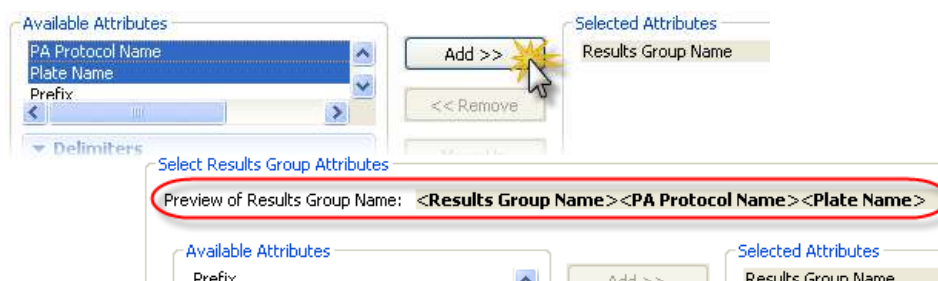 Available Attributes
Selected Attributes
PA Protocol Name
Add >>
Results Group Name
Plate Name
Prefix
<< Remove
Delimiters
Select Results Group Attributes
Preview of Results Group Name: <Results Group Name><PA Protocol Name><Plate Name>
Available Attributes
Selected Attributes
Prefix
Add >>
Results Group Name